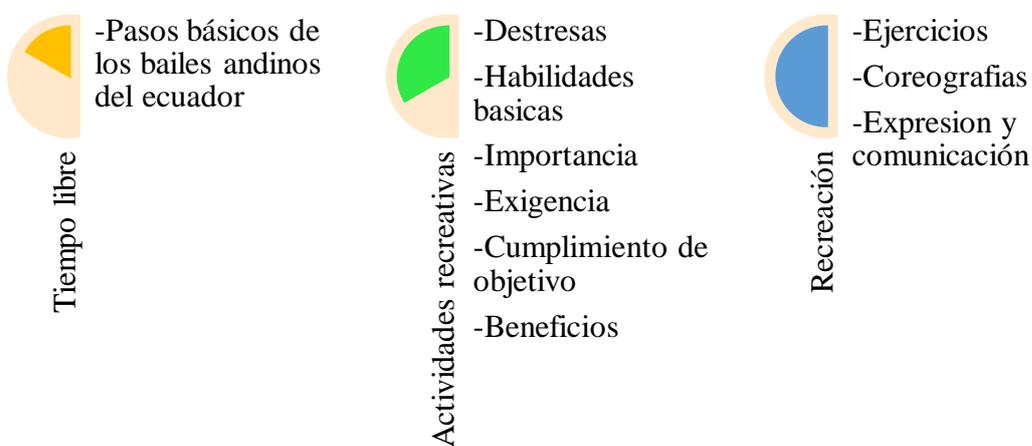 Tiempo libre
-Pasos básicos de
los bailes andinos
del ecuador
Actividades recreativas
-Destresas
-Habilidades
basicas
-Importancia
-Exigencia
-Cumplimiento de
objetivo
-Beneficios
Recreación
-Ejercicios
-Coreografias
-Expresion y
comunicación